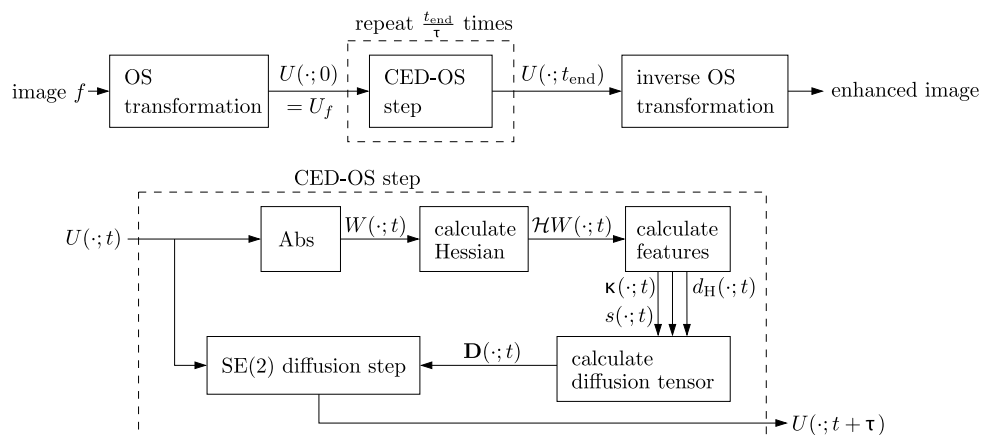 repeat t_end/τ times
image f
OS
transformation
U(·;0)
= U_f
CED-OS
step
U(·;t_end)
inverse OS
transformation
enhanced image
CED-OS step
U(·;t)
Abs
W(·;t)
calculate
Hessian
ℋW(·;t)
calculate
features
κ(·;t)
d_H(·;t)
s(·;t)
SE(2) diffusion step
D(·;t)
calculate
diffusion tensor
U(·;t + τ)